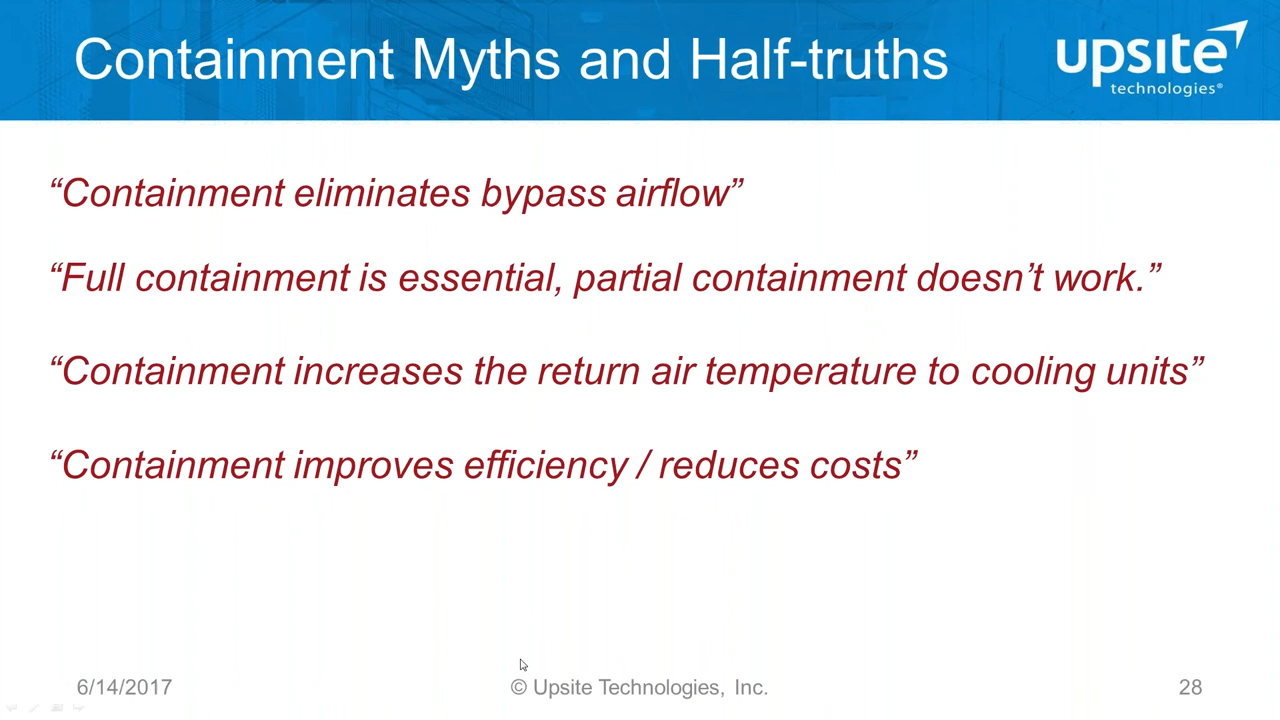 Containment Myths and Half-truths
upsite
technologies®
“Containment eliminates bypass airflow”
“Full containment is essential, partial containment doesn’t work.”
“Containment increases the return air temperature to cooling units”
“Containment improves efficiency / reduces costs”
6/14/2017
© Upsite Technologies, Inc.
28